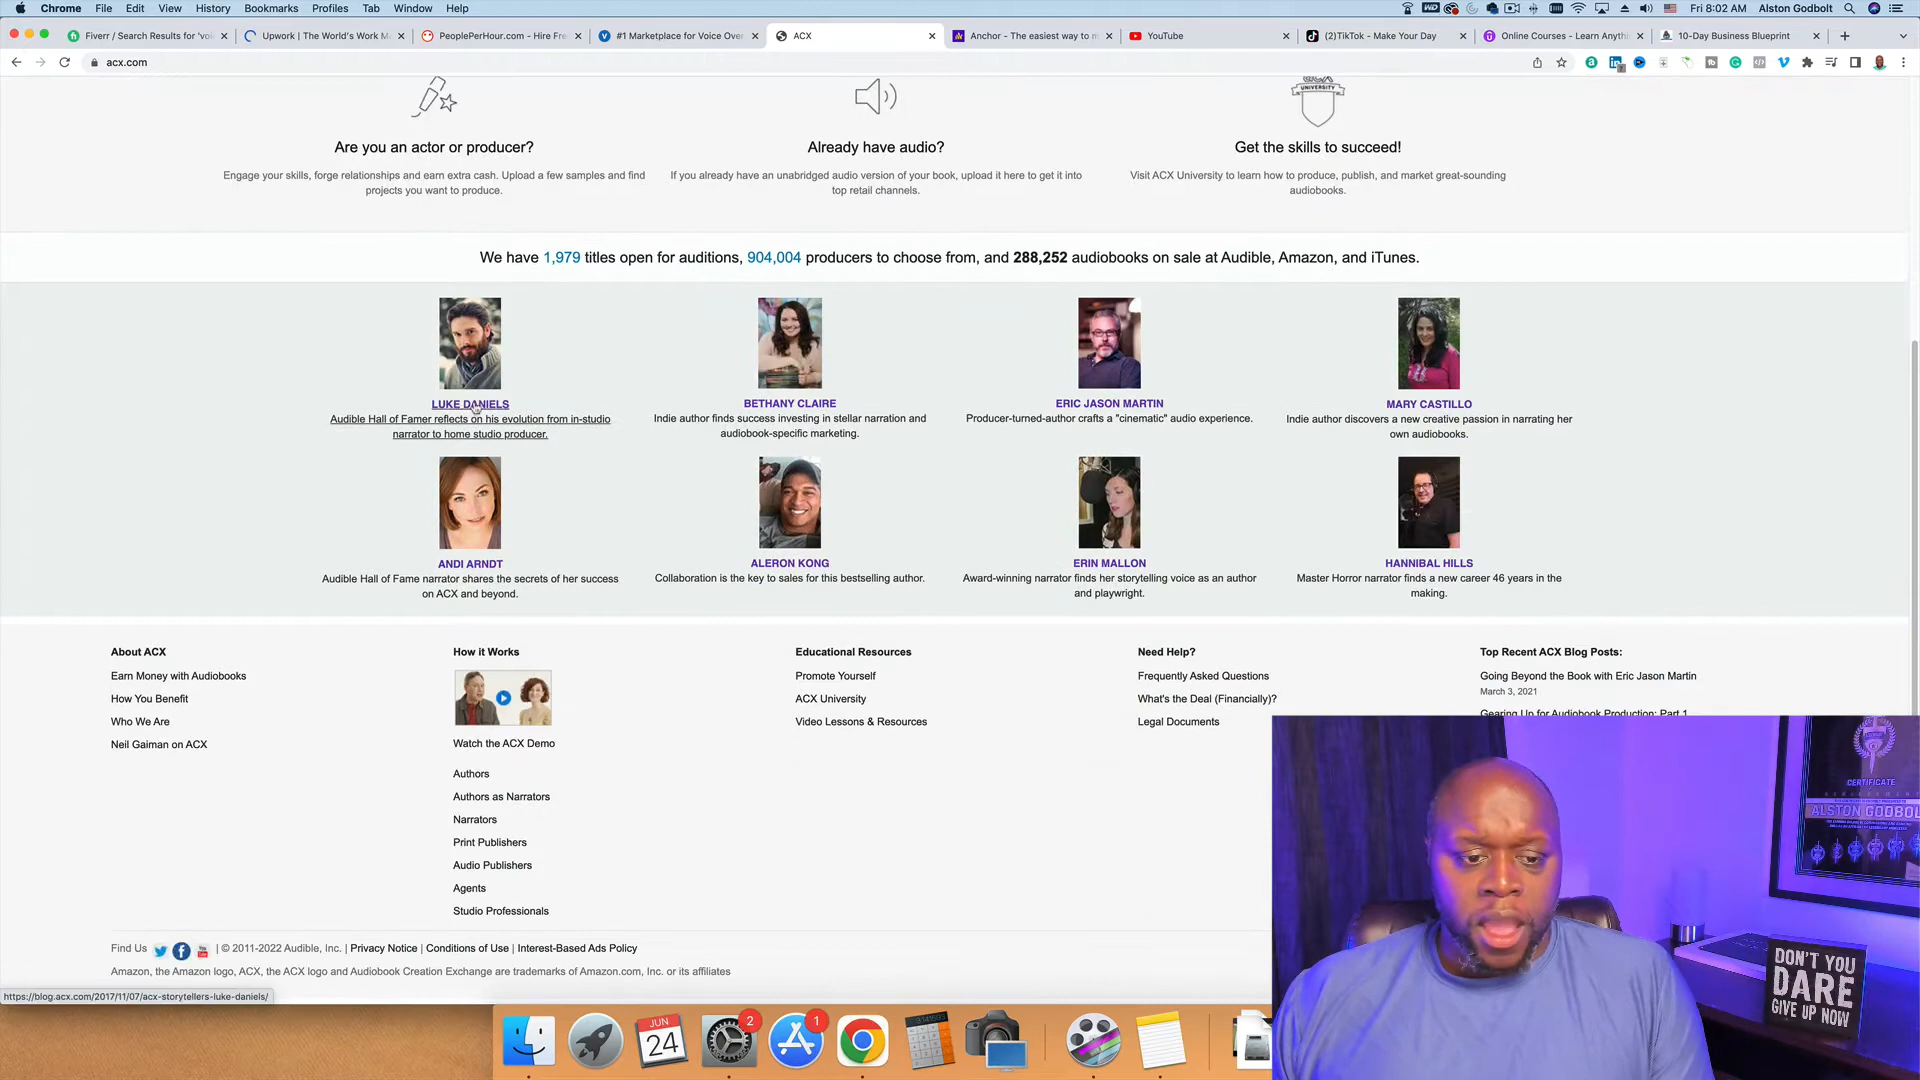 Chrome File Edit View History Bookmarks Profiles Tab Window Help Fri 8:02 AM Alston Godbolt
Fiverr / Search Results for 'voi
Upwork | The World's Work M
PeoplePerHour.com - Hire Fre
#1 Marketplace for Voice Over
ACX
Anchor - The easiest way to m
YouTube
(2)TikTok - Make Your Day
Online Courses - Learn Anythi
10-Day Business Blueprint
acx.com
UNIVERSITY
Are you an actor or producer?
Engage your skills, forge relationships and earn extra cash. Upload a few samples and find
projects you want to produce.
Already have audio?
If you already have an unabridged audio version of your book, upload it here to get it into
top retail channels.
Get the skills to succeed!
Visit ACX University to learn how to produce, publish, and market great-sounding
audiobooks.
We have 1,979 titles open for auditions, 904,004 producers to choose from, and 288,252 audiobooks on sale at Audible, Amazon, and iTunes.
LUKE DANIELS
Audible Hall of Famer reflects on his evolution from in-studio
narrator to home studio producer.
BETHANY CLAIRE
Indie author finds success investing in stellar narration and
audiobook-specific marketing.
ERIC JASON MARTIN
Producer-turned-author crafts a "cinematic" audio experience.
MARY CASTILLO
Indie author discovers a new creative passion in narrating her
own audiobooks.
ANDI ARNDT
Audible Hall of Fame narrator shares the secrets of her success
on ACX and beyond.
ALERON KONG
Collaboration is the key to sales for this bestselling author.
ERIN MALLON
Award-winning narrator finds her storytelling voice as an author
and playwright.
HANNIBAL HILLS
Master Horror narrator finds a new career 46 years in the
making.
About ACX
Earn Money with Audiobooks
How You Benefit
Who We Are
Neil Gaiman on ACX
How it Works
Watch the ACX Demo
Authors
Authors as Narrators
Narrators
Print Publishers
Audio Publishers
Agents
Studio Professionals
Educational Resources
Promote Yourself
ACX University
Video Lessons & Resources
Need Help?
Frequently Asked Questions
What's the Deal (Financially)?
Legal Documents
Top Recent ACX Blog Posts:
Going Beyond the Book with Eric Jason Martin
March 3, 2021
Gearing Up for Audiobook Production: Part 1
Find Us | © 2011-2022 Audible, Inc. | Privacy Notice | Conditions of Use | Interest-Based Ads Policy
Amazon, the Amazon logo, ACX, the ACX logo and Audiobook Creation Exchange are trademarks of Amazon.com, Inc. or its affiliates
https://blog.acx.com/2017/11/07/acx-storytellers-luke-daniels/
CERTIFICATE
ALSTON GODBOL
DON'T YOU
DARE
GIVE UP NOW
JUN
24
2
1